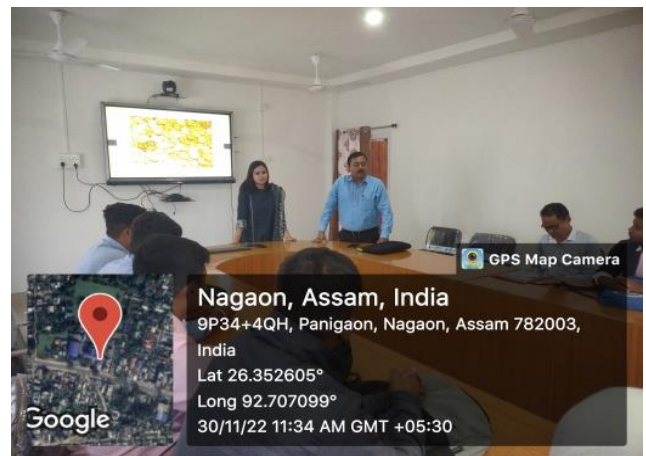 GPS Map Camera
Nagaon, Assam, India
9P34+4QH, Panigaon, Nagaon, Assam 782003,
India
Lat 26.352605°
Long 92.707099°
30/11/22 11:34 AM GMT +05:30
Google